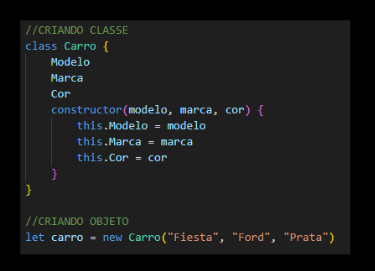 //CRIANDO CLASSE
class Carro {
    Modelo
    Marca
    Cor
    constructor(modelo, marca, cor) {
        this.Modelo = modelo
        this.Marca = marca
        this.Cor = cor
    }
}

//CRIANDO OBJETO
let carro = new Carro("Fiesta", "Ford", "Prata")